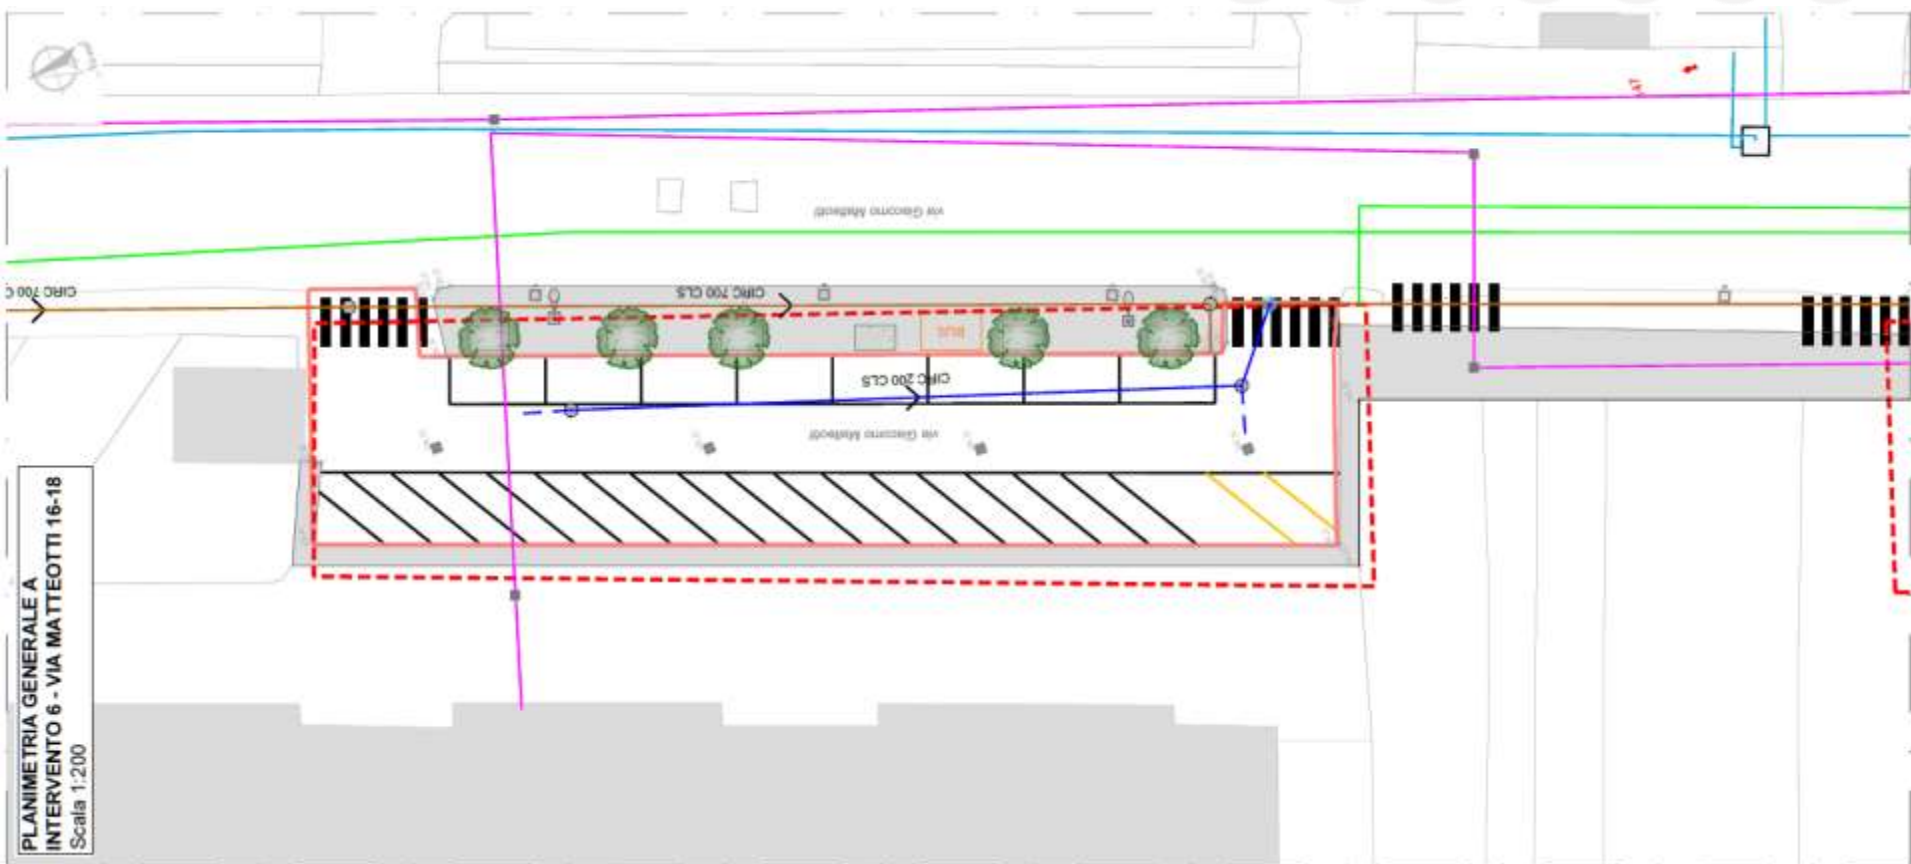 PLANIMETRIA GENERALE A
INTERVENTO 6 - VIA MATTEOTTI 16-18
Scala 1:200
via Giacomo Matteotti
CIRC 700 C
CIRC 700 CLS
BUS
CIRC 200 CLS
via Giacomo Matteotti